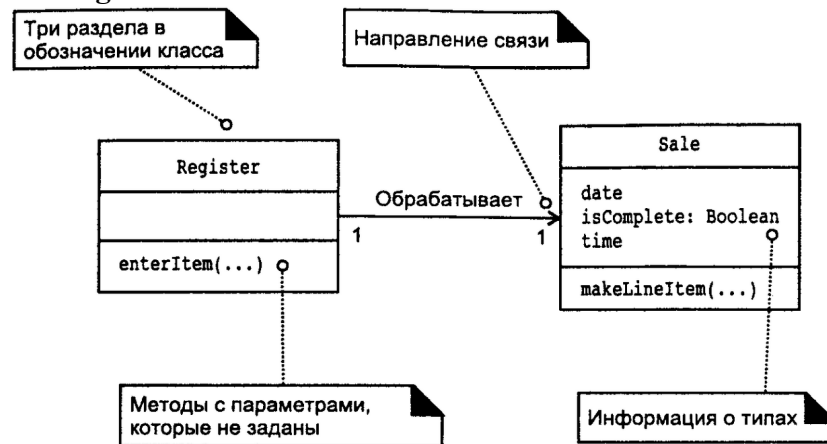 Три раздела в
обозначении класса
Направление связи
Register
enterItem(...)
Обрабатывает
1
1
Sale
date
isComplete: Boolean
time
makeLineItem(...)
Методы с параметрами,
которые не заданы
Информация о типах